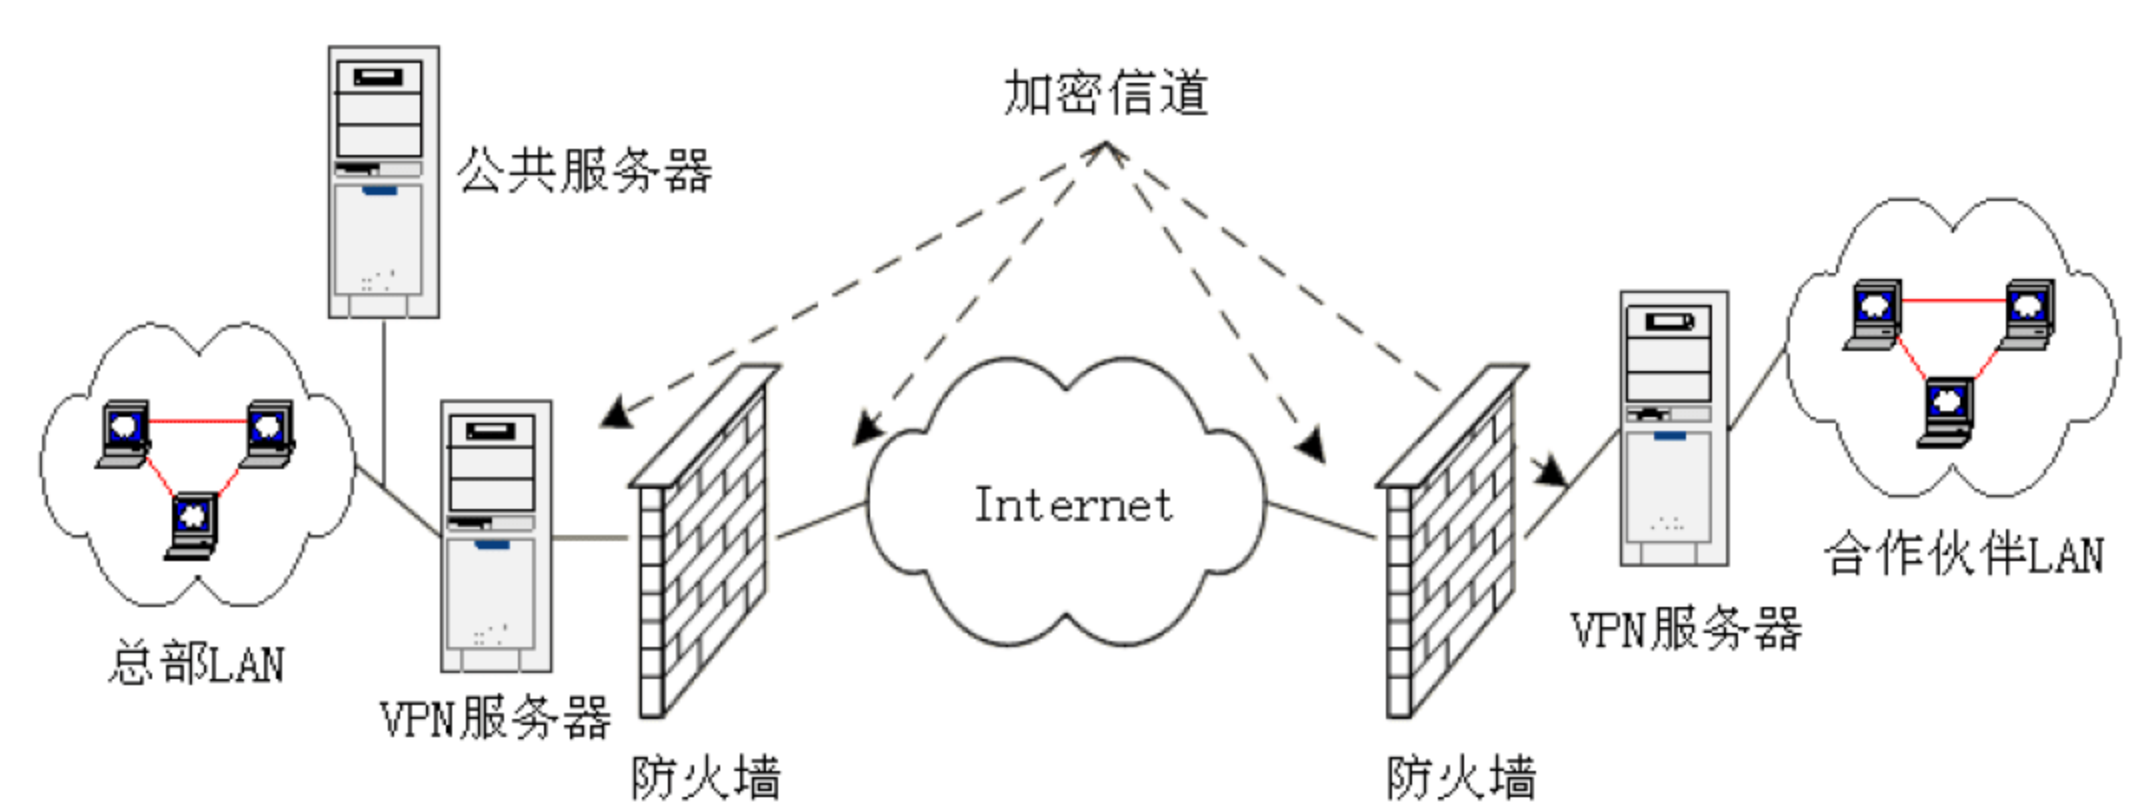 加密信道
公共服务器
Internet
合作伙伴LAN
VPN服务器
总部LAN
VPN服务器
防火墙
防火墙